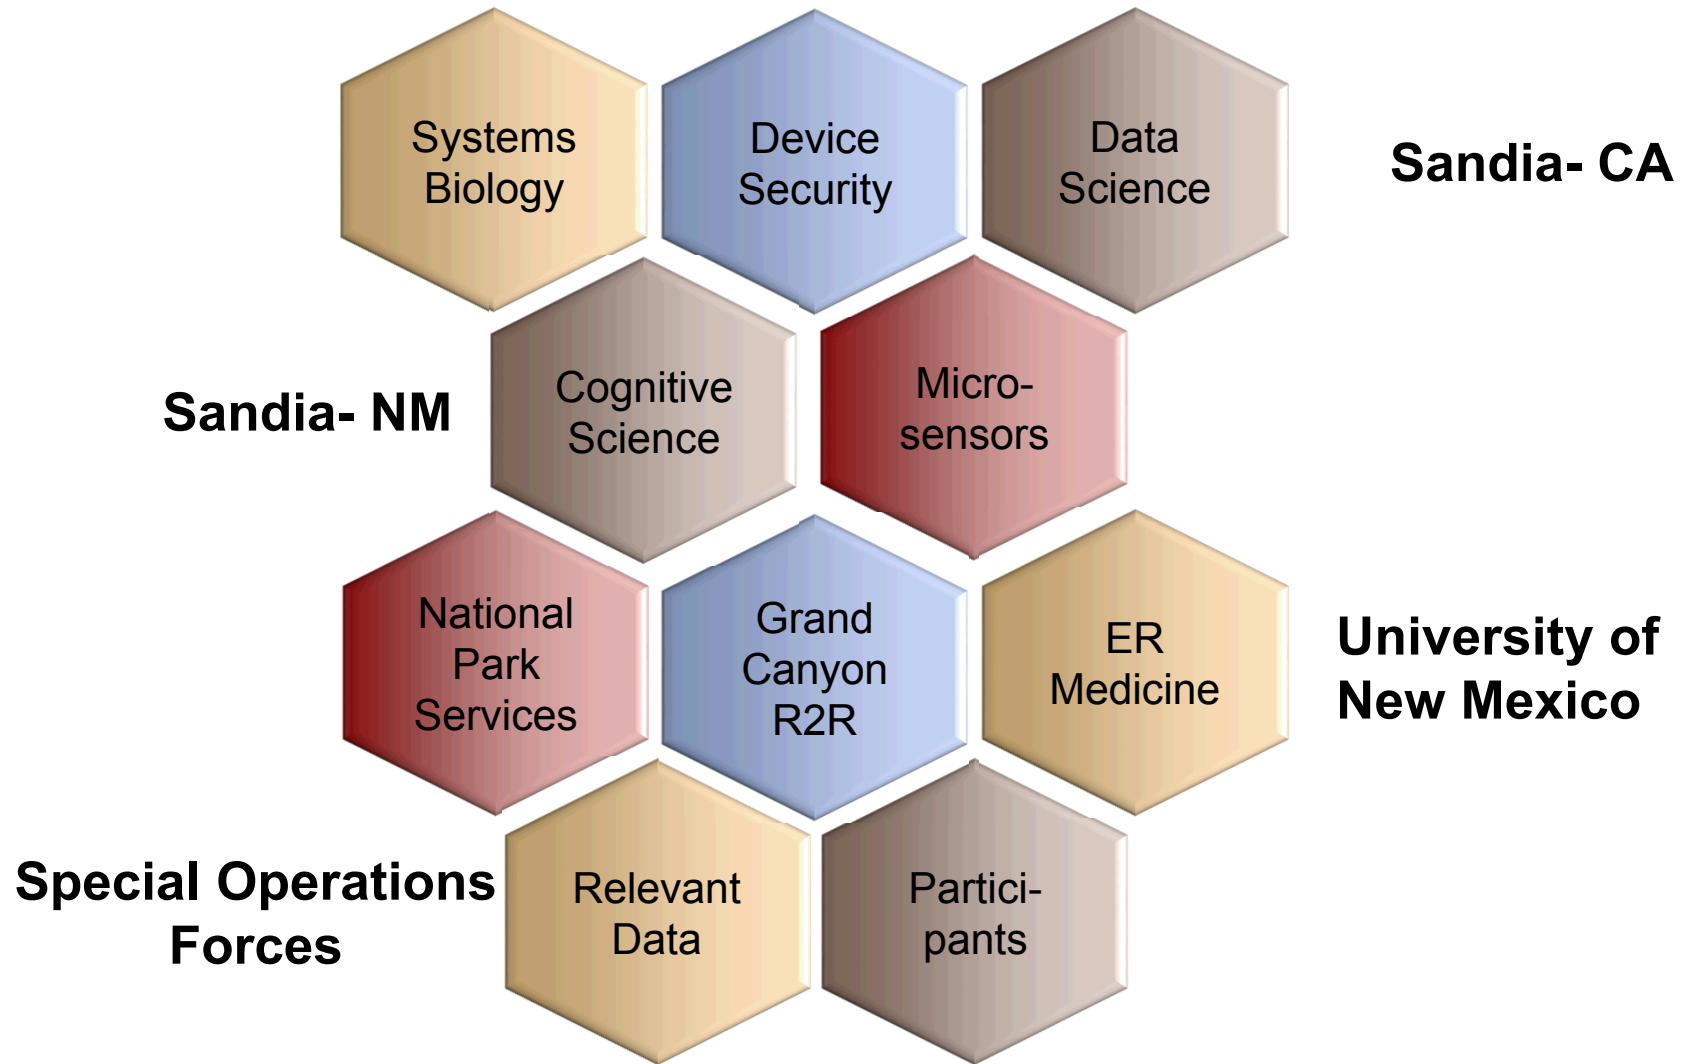 Systems
Biology
Device
Security
Data
Science
Sandia- CA
Sandia- NM
Cognitive
Science
Micro-
sensors
National
Park
Services
Grand
Canyon
R2R
ER
Medicine
University of
New Mexico
Special Operations
Forces
Relevant
Data
Partici-
pants